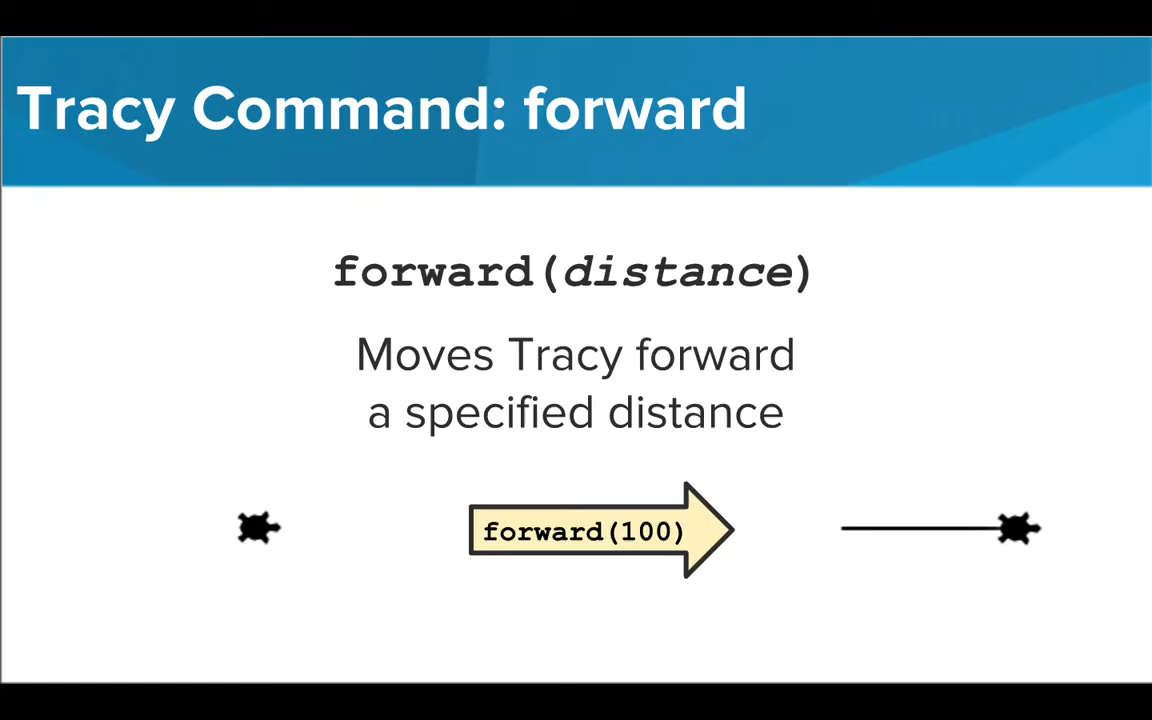 Tracy Command: forward
forward(distance)
Moves Tracy forward
a specified distance
forward(100)